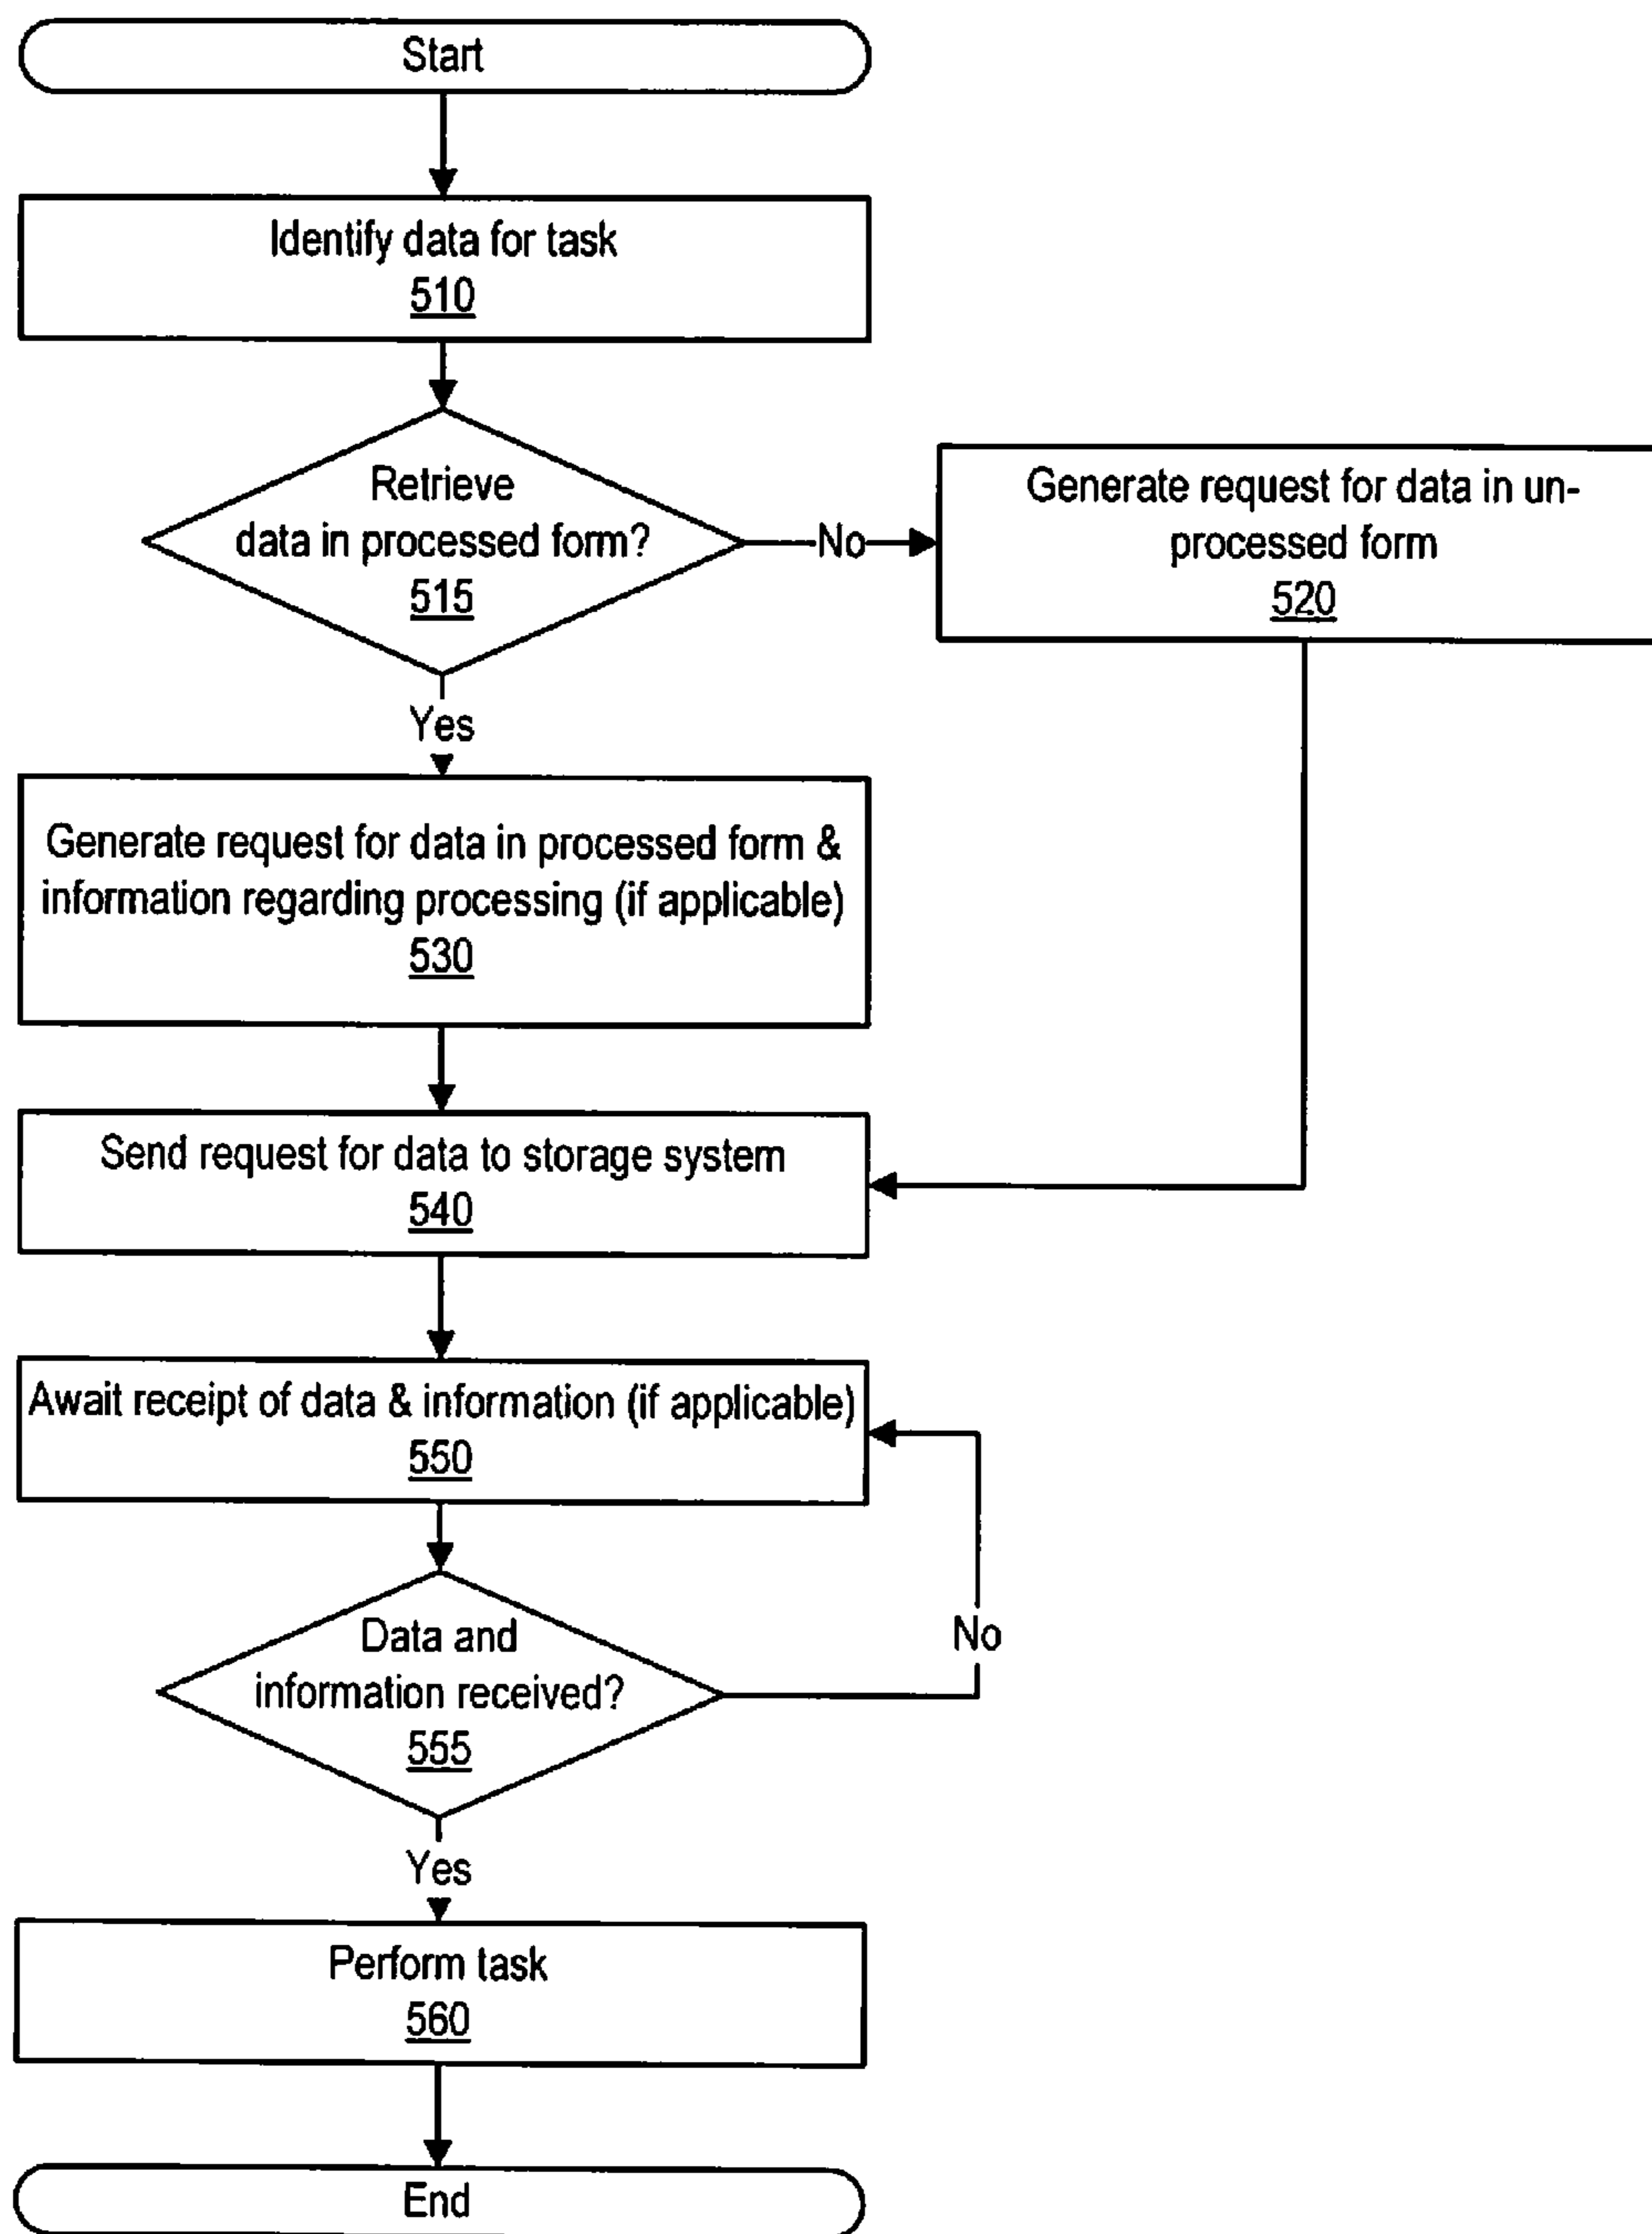 Start
Identify data for task
510
Retrieve
data in processed form?
515
No
Generate request for data in un-
processed form
520
Yes
Generate request for data in processed form &
information regarding processing (if applicable)
530
Send request for data to storage system
540
Await receipt of data & information (if applicable)
550
Data and
information received?
555
No
Yes
Perform task
560
End